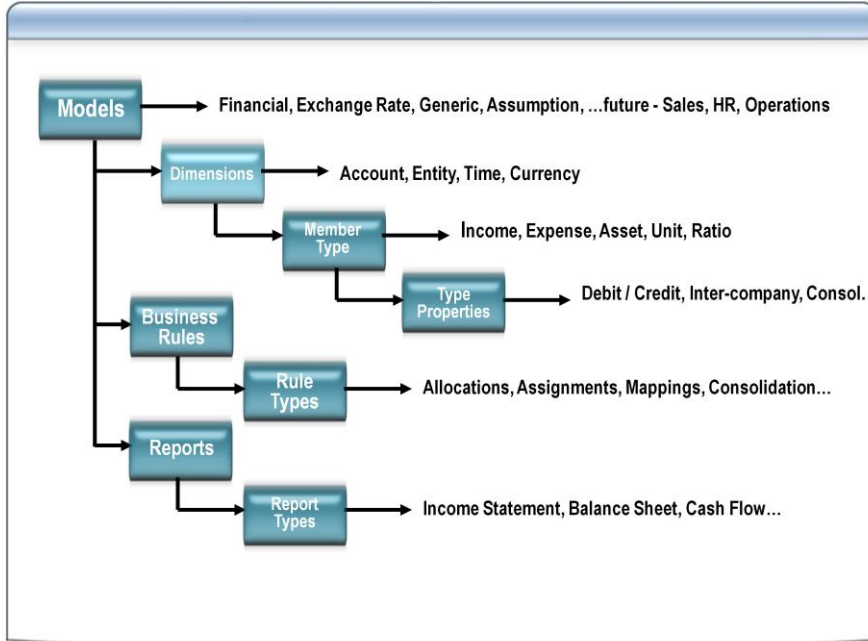 Models
Financial, Exchange Rate, Generic, Assumption, ...future - Sales, HR, Operations
Dimensions
Account, Entity, Time, Currency
Member
Type
Income, Expense, Asset, Unit, Ratio
Type
Properties
Debit / Credit, Inter-company, Consol.
Business
Rules
Rule
Types
Allocations, Assignments, Mappings, Consolidation...
Reports
Report
Types
Income Statement, Balance Sheet, Cash Flow...